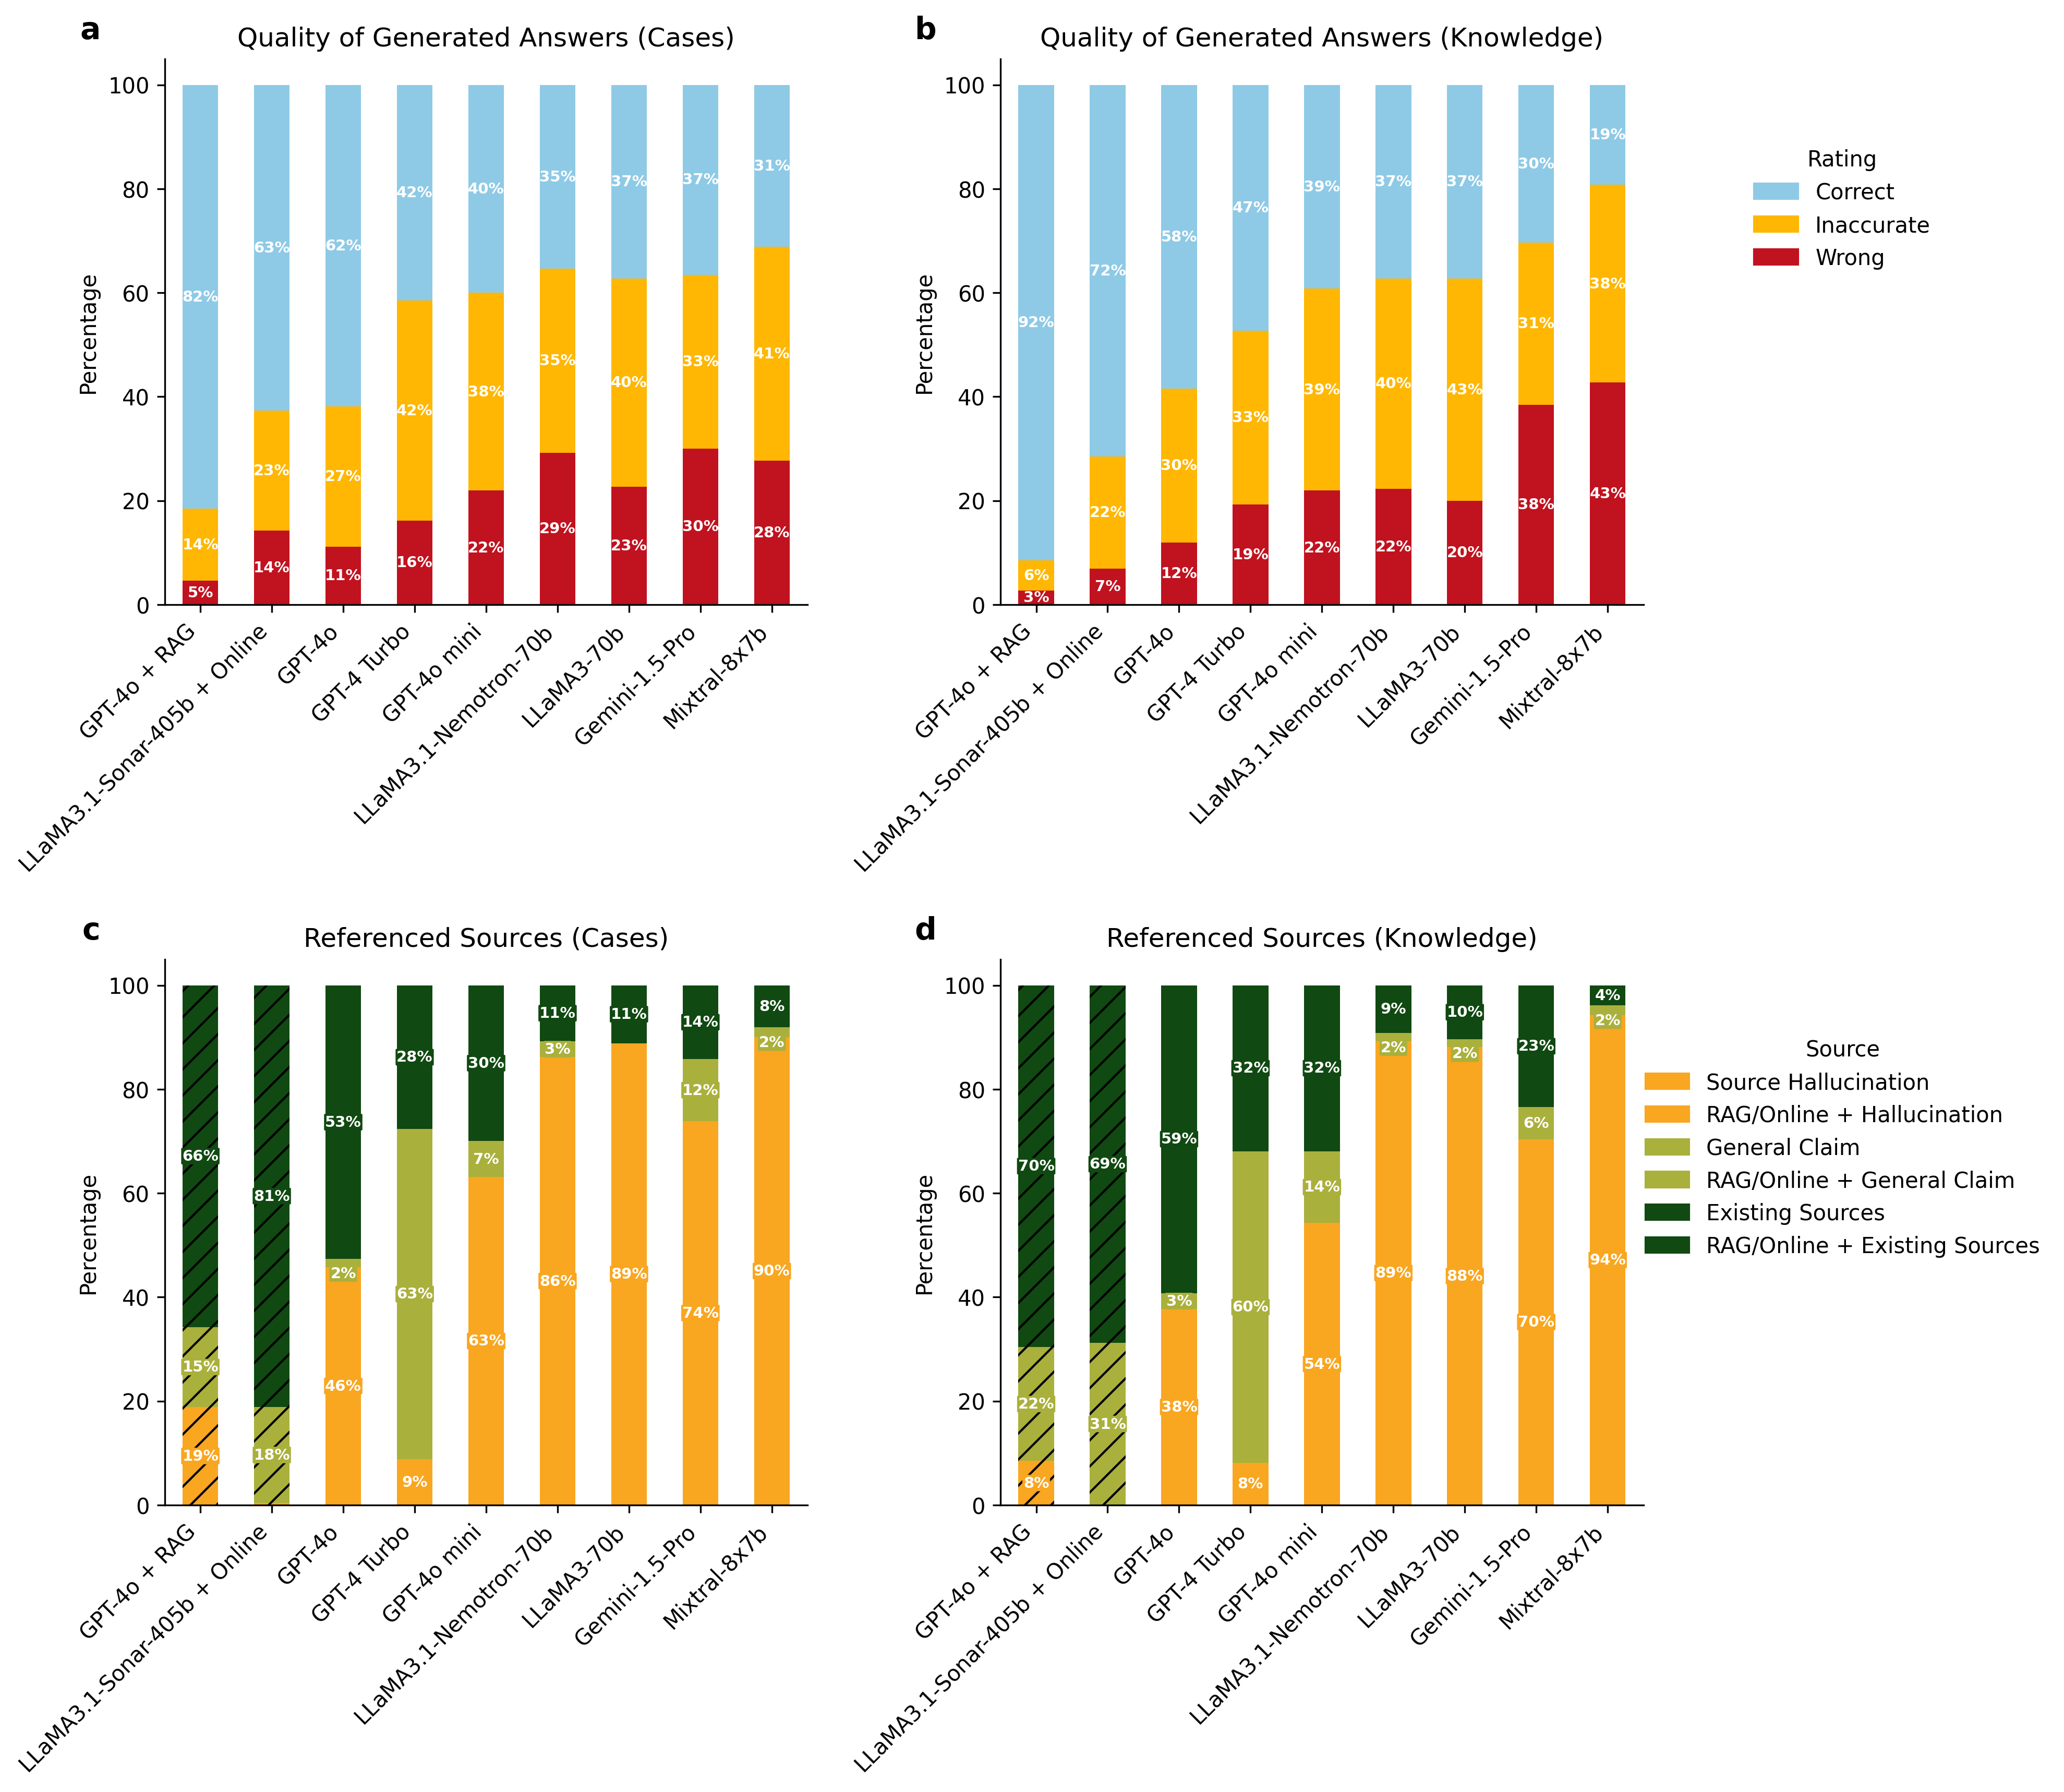 a
Quality of Generated Answers (Cases)
Percentage
100
80
60
40
20
0
82%
63%
62%
42%
40%
35%
37%
37%
31%
14%
23%
27%
42%
38%
35%
40%
33%
41%
5%
14%
11%
16%
22%
29%
23%
30%
28%
GPT-4o + RAG
LLaMA3.1-Sonar-405b + Online
GPT-4o
GPT-4 Turbo
GPT-4o mini
LLaMA3.1-Nemotron-70b
LLaMA3-70b
Gemini-1.5-Pro
Mixtral-8x7b
b
Quality of Generated Answers (Knowledge)
Percentage
100
80
60
40
20
0
92%
72%
58%
47%
39%
37%
37%
30%
19%
6%
22%
30%
33%
39%
40%
43%
31%
38%
3%
7%
12%
19%
22%
22%
20%
38%
43%
GPT-4o + RAG
LLaMA3.1-Sonar-405b + Online
GPT-4o
GPT-4 Turbo
GPT-4o mini
LLaMA3.1-Nemotron-70b
LLaMA3-70b
Gemini-1.5-Pro
Mixtral-8x7b
Rating
Correct
Inaccurate
Wrong
c
Referenced Sources (Cases)
Percentage
100
80
60
40
20
0
66%
81%
53%
28%
30%
11%
11%
14%
8%
15%
18%
2%
63%
7%
3%
12%
2%
19%
46%
9%
63%
86%
89%
74%
90%
GPT-4o + RAG
LLaMA3.1-Sonar-405b + Online
GPT-4o
GPT-4 Turbo
GPT-4o mini
LLaMA3.1-Nemotron-70b
LLaMA3-70b
Gemini-1.5-Pro
Mixtral-8x7b
d
Referenced Sources (Knowledge)
Percentage
100
80
60
40
20
0
70%
69%
59%
32%
32%
9%
10%
23%
4%
22%
31%
3%
60%
14%
2%
2%
6%
2%
8%
38%
8%
54%
89%
88%
70%
94%
GPT-4o + RAG
LLaMA3.1-Sonar-405b + Online
GPT-4o
GPT-4 Turbo
GPT-4o mini
LLaMA3.1-Nemotron-70b
LLaMA3-70b
Gemini-1.5-Pro
Mixtral-8x7b
Source
Source Hallucination
RAG/Online + Hallucination
General Claim
RAG/Online + General Claim
Existing Sources
RAG/Online + Existing Sources